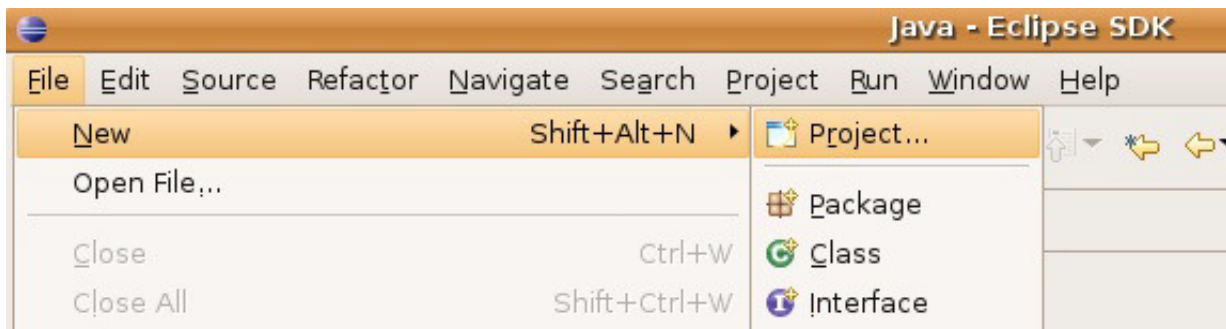 Java - Eclipse SDK
File Edit Source Refactor Navigate Search Project Run Window Help
New Shift+Alt+N Project...
Open File...
Package
Close Ctrl+W Class
Close All Shift+Ctrl+W Interface